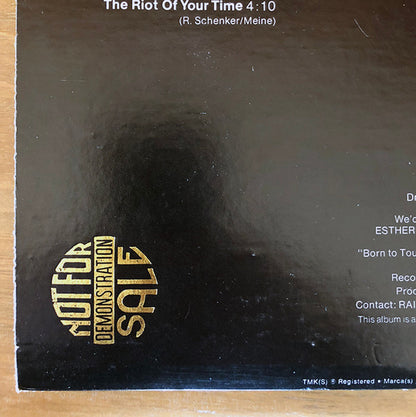 The Riot Of Your Time 4:10
(R. Schenker/Meine)
We'd
ESTHER
"Born to Tou
Reco
Proc
Contact: RAI
This album is a
NOT FOR
DEMONSTRATION
SALE
TMK(S) ® Registered • Marca(s)